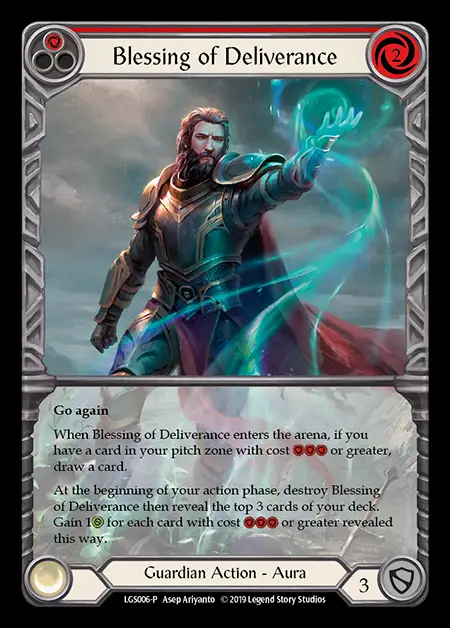 Blessing of Deliverance
2
Go again
When Blessing of Deliverance enters the arena, if you
have a card in your pitch zone with cost or greater,
draw a card.
At the beginning of your action phase, destroy Blessing
of Deliverance then reveal the top 3 cards of your deck.
Gain 1 for each card with cost or greater revealed
this way.
Guardian Action - Aura
3
LGS006-P Asep Ariyanto © 2019 Legend Story Studios